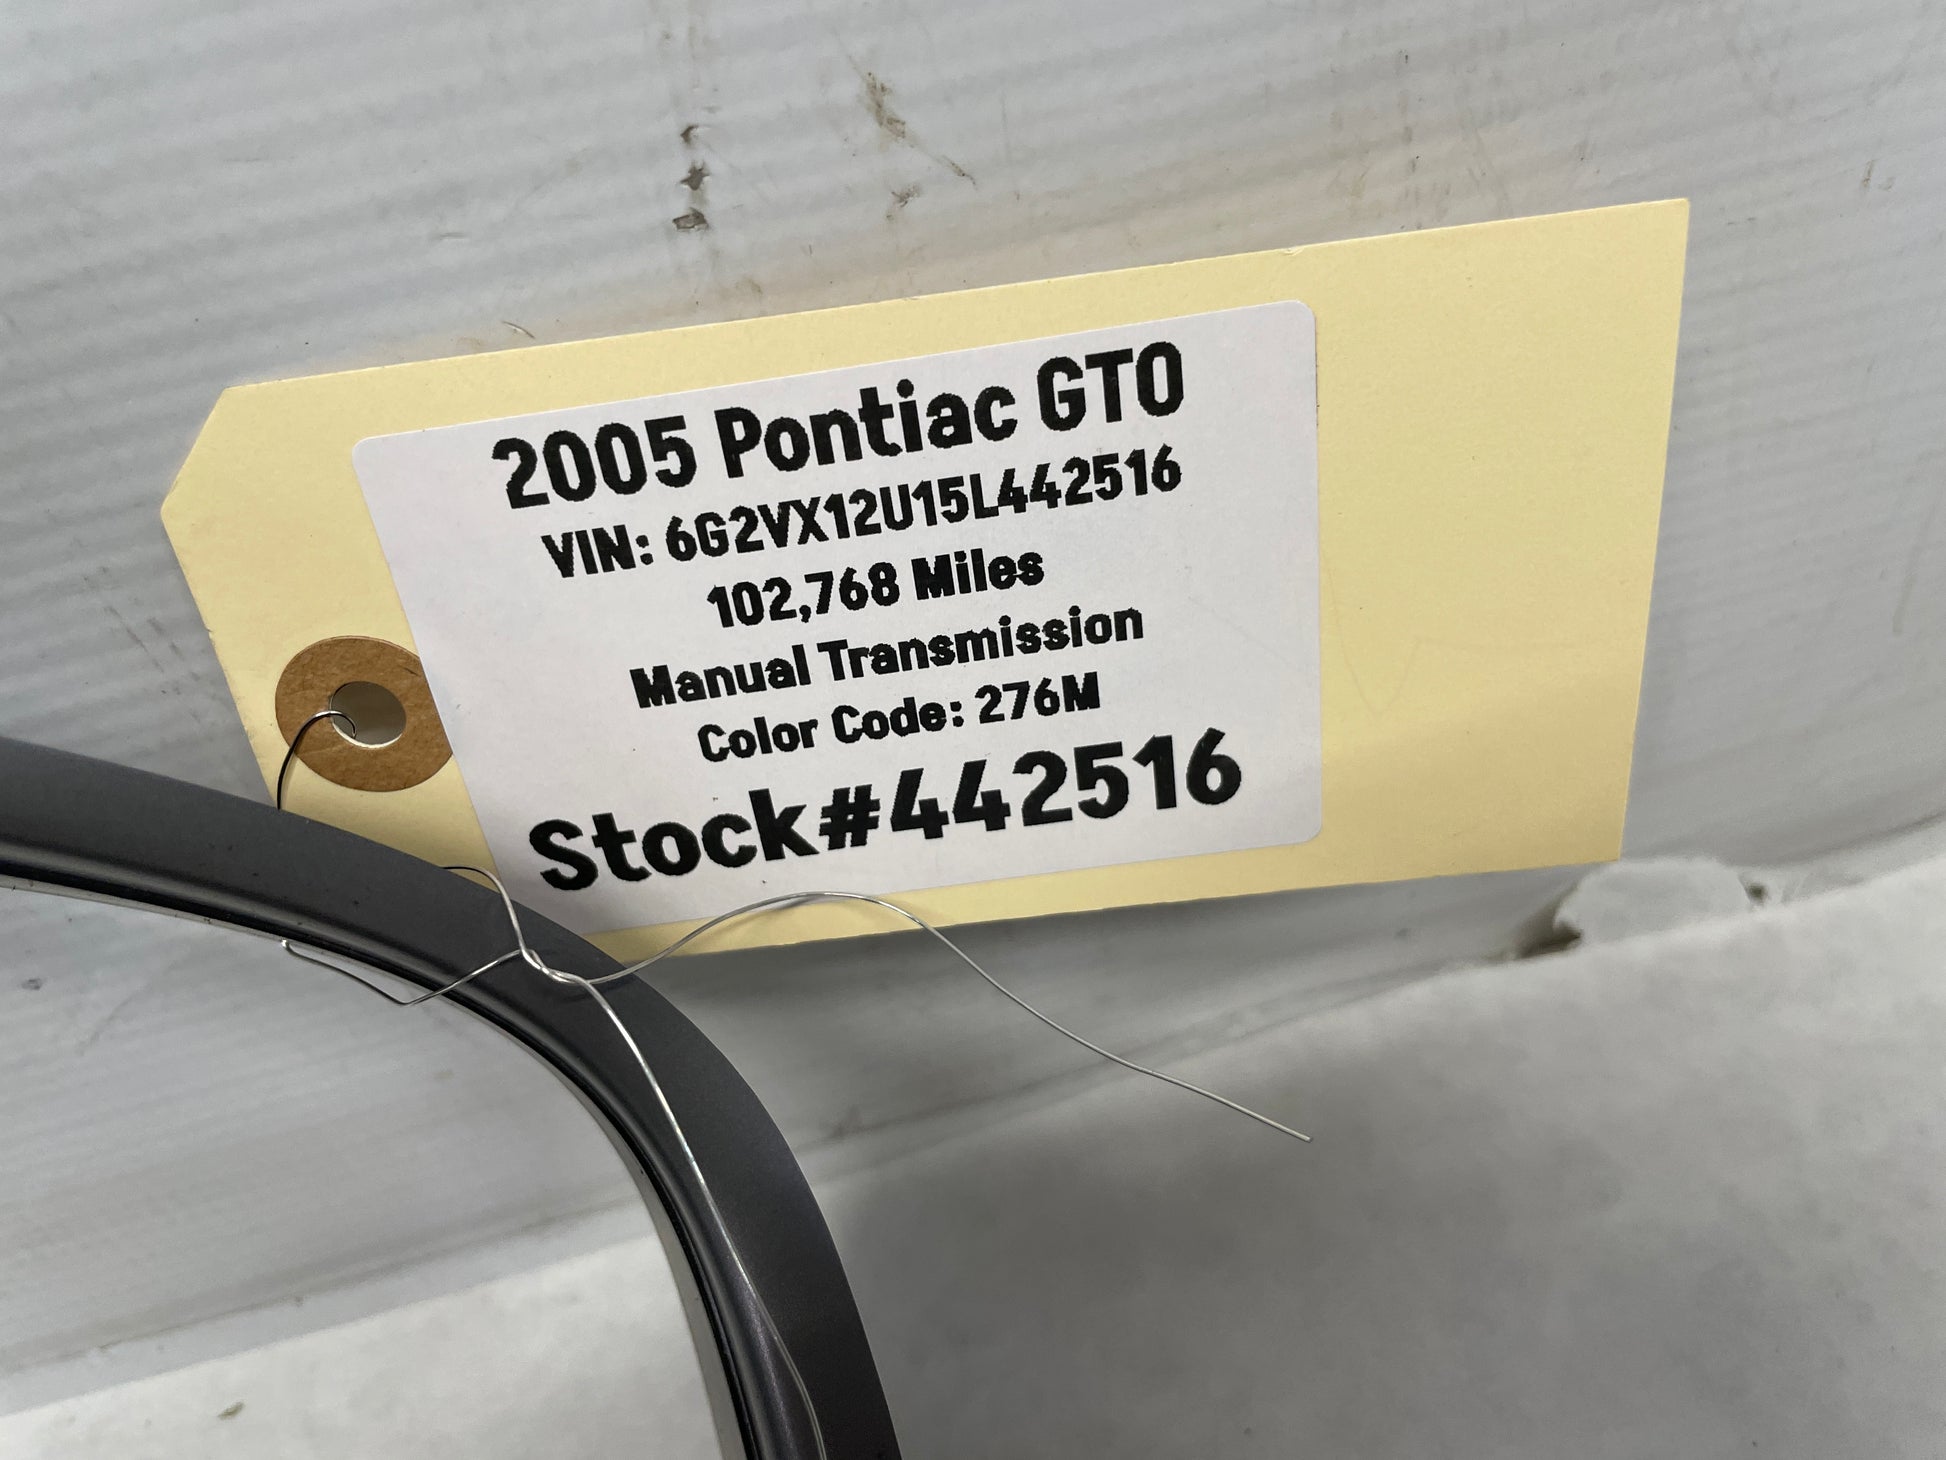 2005 Pontiac GTO
VIN: 6G2VX12U15L442516
102,768 Miles
Manual Transmission
Color Code: 276M
Stock#442516